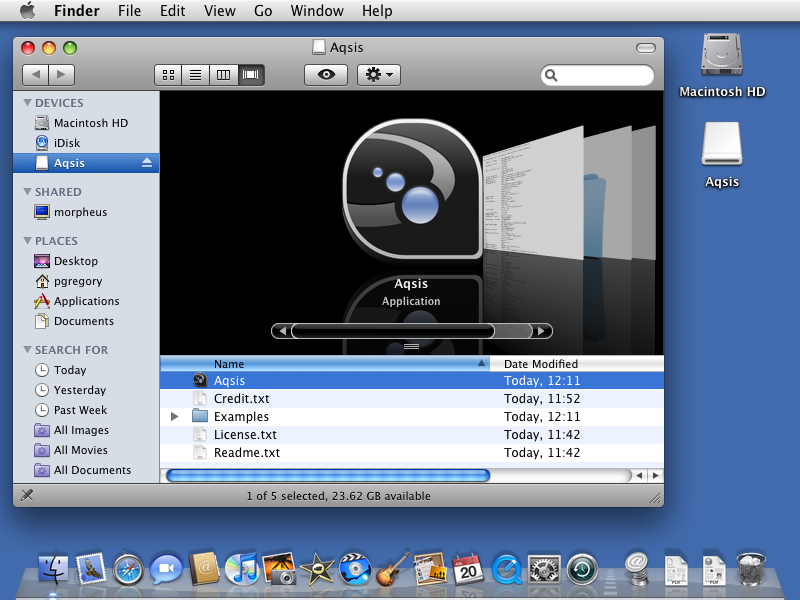 Finder File Edit View Go Window Help
Aqsis
DEVICES
Macintosh HD
iDisk
Aqsis
SHARED
morpheus
PLACES
Desktop
pgregory
Applications
Documents
SEARCH FOR
Today
Yesterday
Past Week
All Images
All Movies
All Documents
Aqsis
Application
Name Date Modified
Aqsis Today, 12:11
Credit.txt Today, 11:52
Examples Today, 12:11
License.txt Today, 11:42
Readme.txt Today, 11:42
1 of 5 selected, 23.62 GB available
Macintosh HD
Aqsis
20
PDF